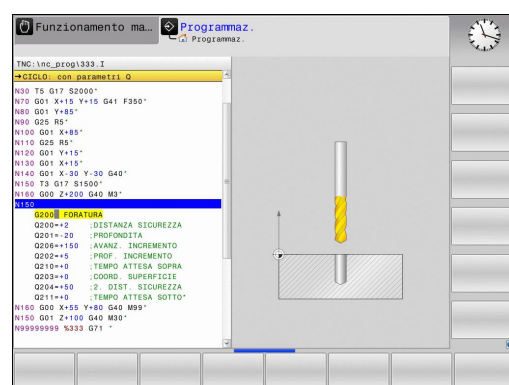 Funzionamento ma…
Programmaz.
Programmaz.
TNC:\nc_prog\333.I
→CICLO: con parametri Q
N30 T5 G17 S2000*
N70 G01 X+15 Y+15 G41 F350*
N80 G01 Y+85*
N90 G25 R5*
N100 G01 X+85*
N110 G25 R5*
N120 G01 Y+15*
N130 G01 X+15*
N140 G01 X-30 Y-30 G40*
N150 T3 G17 S1500*
N160 G00 Z+200 G40 M3*
N150
G200 FORATURA
Q200=+2 ;DISTANZA SICUREZZA
Q201=-20 ;PROFONDITA
Q206=+150 ;AVANZ. INCREMENTO
Q202=+5 ;PROF. INCREMENTO
Q210=+0 ;TEMPO ATTESA SOPRA
Q203=+0 ;COORD. SUPERFICIE
Q204=+50 ;2. DIST. SICUREZZA
Q211=+0 ;TEMPO ATTESA SOTTO*
N160 G00 X+55 Y+80 G40 M99*
N150 G01 Z+100 G40 M30*
N99999999 %333 G71 *